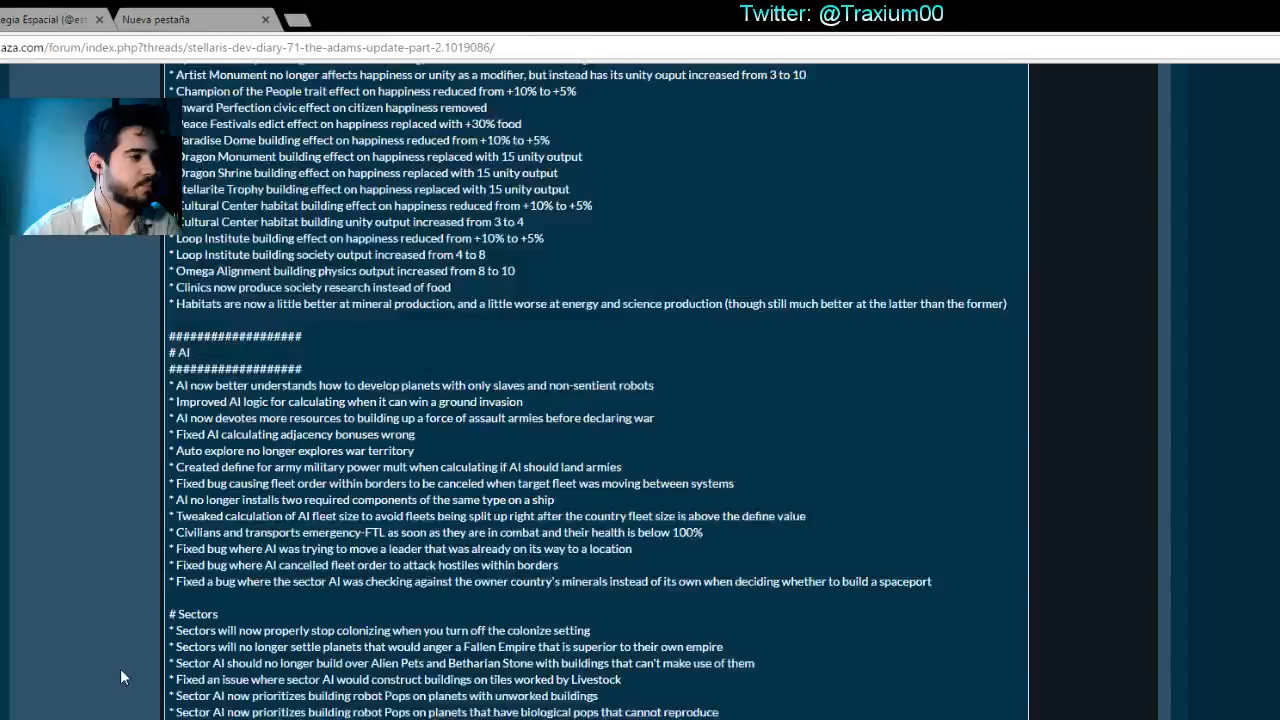 Twitter: @Traxium00
egia Espacial (@es
Nueva pestaña
aza.com/forum/index.php?threads/stellaris-dev-diary-71-the-adams-update-part-2.1019086/
* Artist Monument no longer affects happiness or unity as a modifier, but instead has its unity ouput increased from 3 to 10
* Champion of the People trait effect on happiness reduced from +10% to +5%
nward Perfection civic effect on citizen happiness removed
Peace Festivals edict effect on happiness replaced with +30% food
Paradise Dome building effect on happiness reduced from +10% to +5%
Dragon Monument building effect on happiness replaced with 15 unity output
Dragon Shrine building effect on happiness replaced with 15 unity output
Stellarite Trophy building effect on happiness replaced with 15 unity output
Cultural Center habitat building effect on happiness reduced from +10% to +5%
Cultural Center habitat building unity output increased from 3 to 4
* Loop Institute building effect on happiness reduced from +10% to +5%
* Loop Institute building society output increased from 4 to 8
* Omega Alignment building physics output increased from 8 to 10
* Clinics now produce society research instead of food
* Habitats are now a little better at mineral production, and a little worse at energy and science production (though still much better at the latter than the former)
###################
# AI
###################
* AI now better understands how to develop planets with only slaves and non-sentient robots
* Improved AI logic for calculating when it can win a ground invasion
* AI now devotes more resources to building up a force of assault armies before declaring war
* Fixed AI calculating adjacency bonuses wrong
* Auto explore no longer explores war territory
* Created define for army military power mult when calculating if AI should land armies
* Fixed bug causing fleet order within borders to be canceled when target fleet was moving between systems
* AI no longer installs two required components of the same type on a ship
* Tweaked calculation of AI fleet size to avoid fleets being split up right after the country fleet size is above the define value
* Civilians and transports emergency-FTL as soon as they are in combat and their health is below 100%
* Fixed bug where AI was trying to move a leader that was already on its way to a location
* Fixed bug where AI cancelled fleet order to attack hostiles within borders
* Fixed a bug where the sector AI was checking against the owner country's minerals instead of its own when deciding whether to build a spaceport
# Sectors
* Sectors will now properly stop colonizing when you turn off the colonize setting
* Sectors will no longer settle planets that would anger a Fallen Empire that is superior to their own empire
* Sector AI should no longer build over Alien Pets and Betharian Stone with buildings that can't make use of them
* Fixed an issue where sector AI would construct buildings on tiles worked by Livestock
* Sector AI now prioritizes building robot Pops on planets with unworked buildings
* Sector AI now prioritizes building robot Pops on planets that have biological pops that cannot reproduce